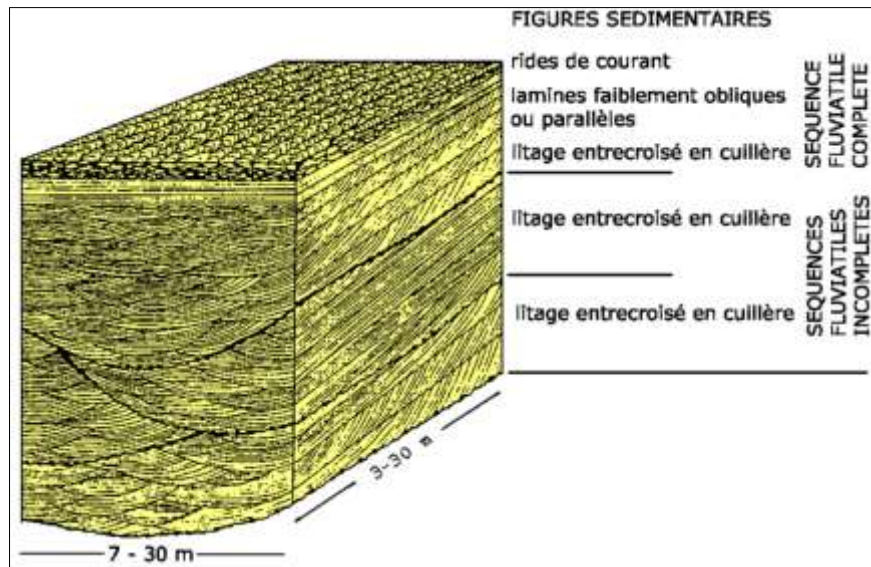 FIGURES SEDIMENTAIRES
rides de courant
lamines faiblement obliques
ou parallèles
litage entrecroisé en cuillère
SEQUENCE
FLUVIATILE
COMPLETE
litage entrecroisé en cuillère
litage entrecroisé en cuillère
SEQUENCES
FLUVIATILES
INCOMPLETES
3-30 m
7 - 30 m